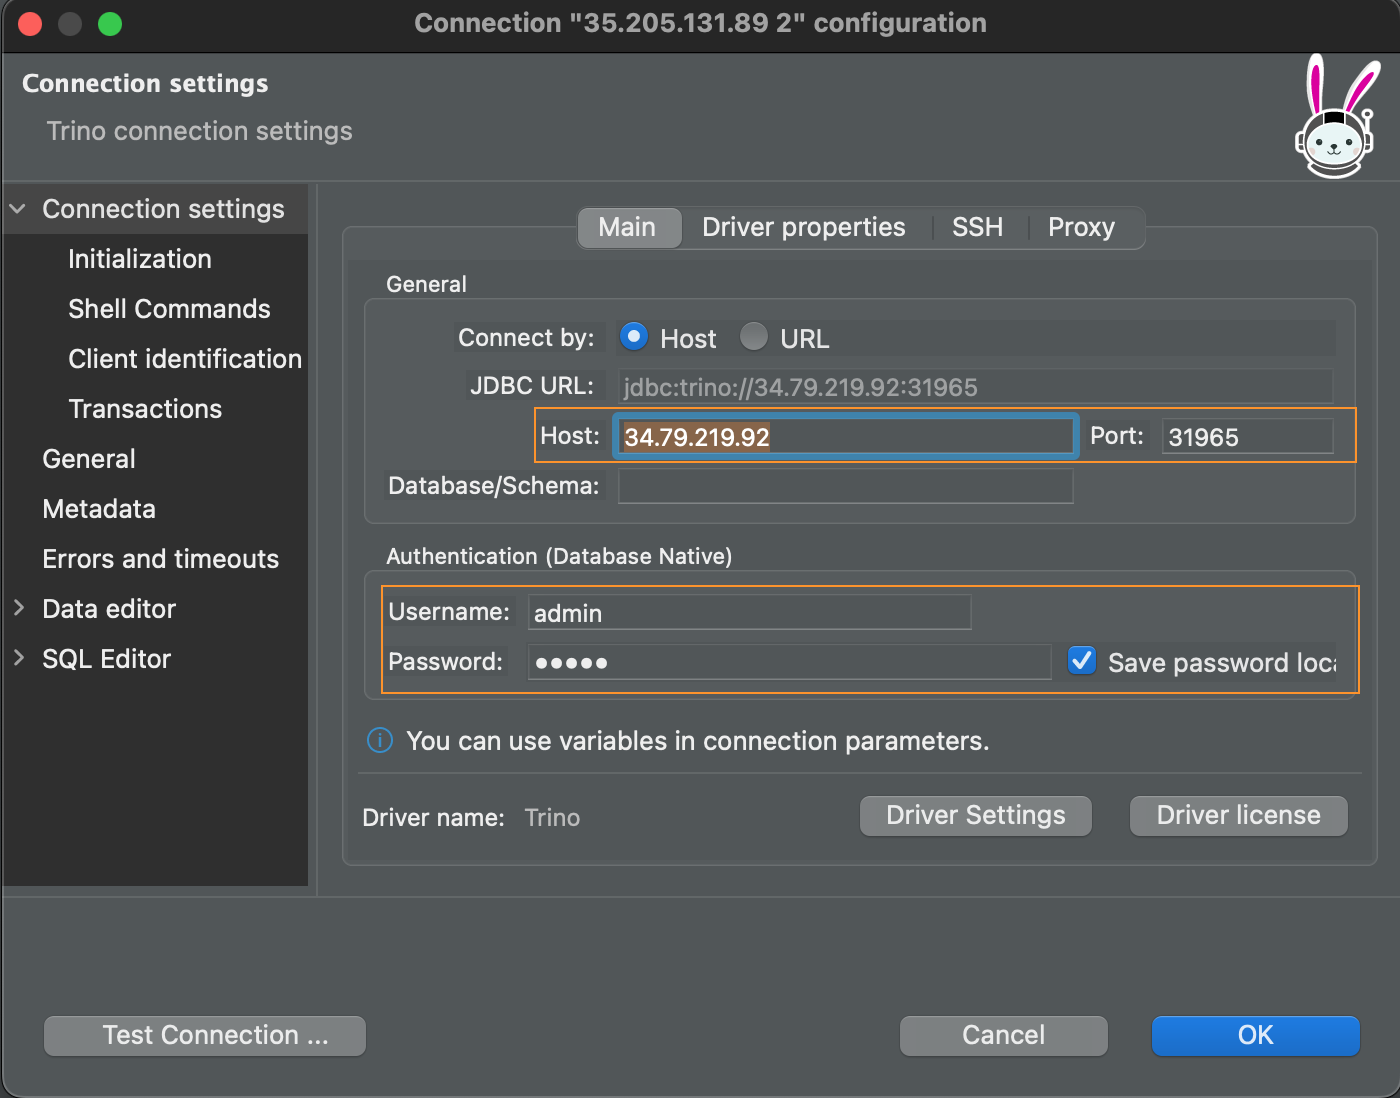 Connection "35.205.131.89 2" configuration
Connection settings
Trino connection settings
Connection settings
Initialization
Shell Commands
Client identification
Transactions
General
Metadata
Errors and timeouts
Data editor
SQL Editor
Main Driver properties SSH Proxy
General
Connect by: Host URL
JDBC URL: jdbc:trino://34.79.219.92:31965
Host: 34.79.219.92 Port: 31965
Database/Schema:
Authentication (Database Native)
Username: admin
Password: •••••  Save password loca
You can use variables in connection parameters.
Driver name: Trino Driver Settings Driver license
Test Connection ... Cancel OK